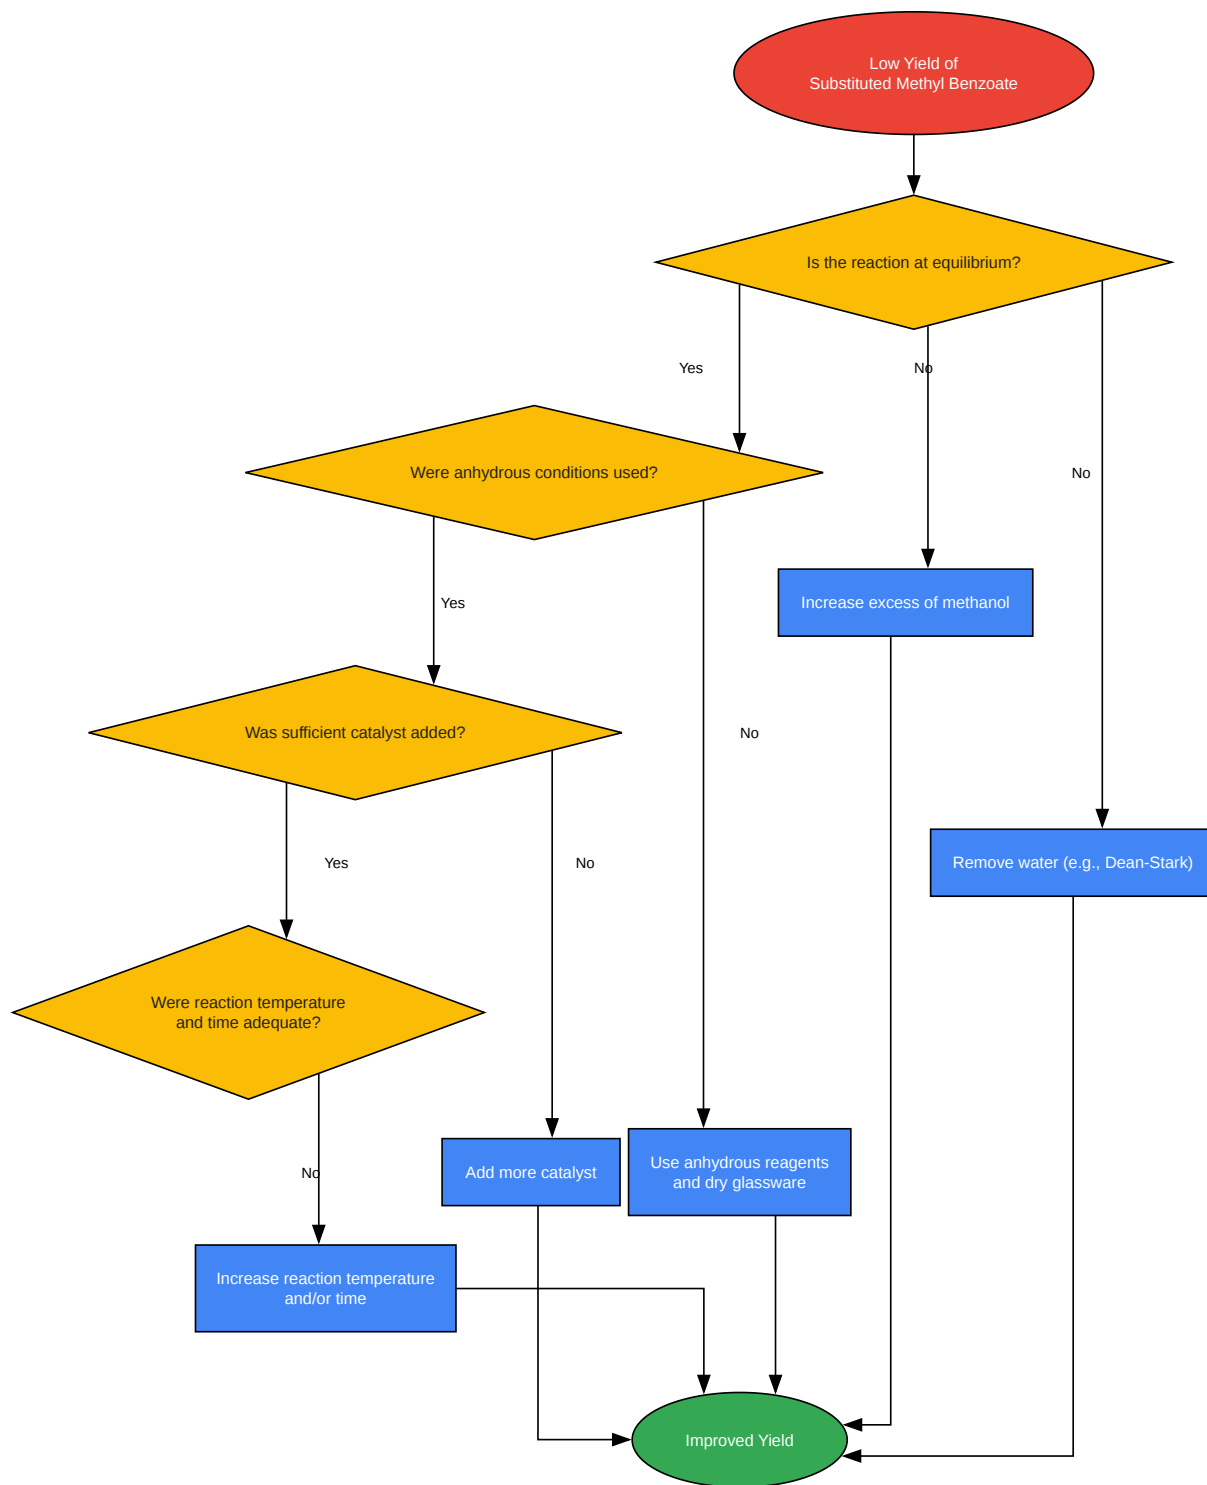 Low Yield of
Substituted Methyl Benzoate
Is the reaction at equilibrium?
Yes
No
No
Were anhydrous conditions used?
Yes
No
Increase excess of methanol
Was sufficient catalyst added?
Yes
No
Remove water (e.g., Dean-Stark)
Were reaction temperature
and time adequate?
No
Add more catalyst
Use anhydrous reagents
and dry glassware
Increase reaction temperature
and/or time
Improved Yield